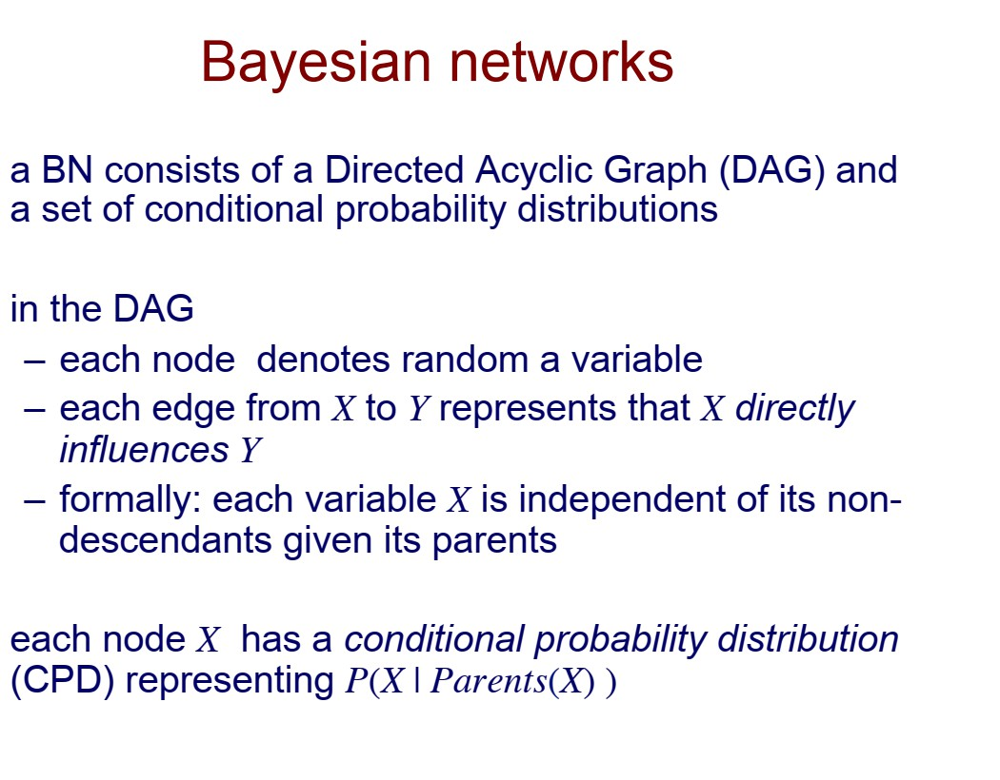 Bayesian networks
a BN consists of a Directed Acyclic Graph (DAG) and
a set of conditional probability distributions
in the DAG
– each node  denotes random a variable
– each edge from X to Y represents that X directly
influences Y
– formally: each variable X is independent of its non-
descendants given its parents
each node X  has a conditional probability distribution
(CPD) representing P(X | Parents(X) )